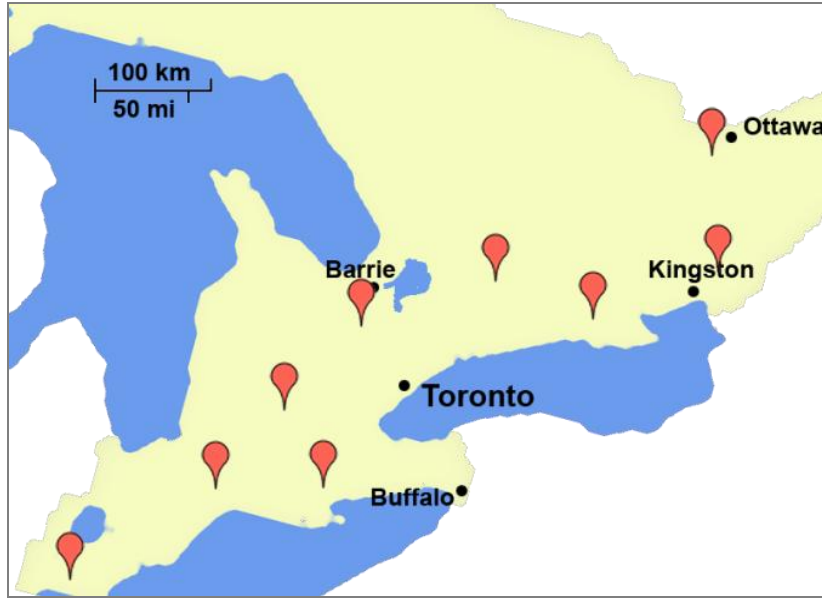 100 km
50 mi
Ottawa
Barrie
Kingston
Toronto
Buffalo